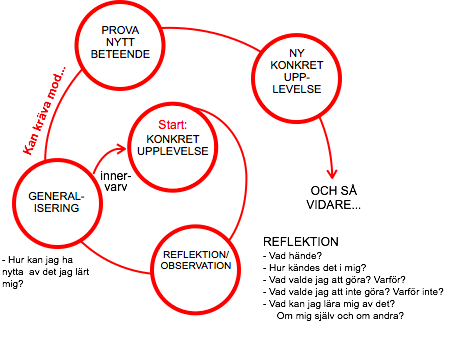 PROVA
NYTT
BETEENDE
NY
KONKRET
UPP-
LEVELSE
Kan kräva mod...
Start:
KONKRET
UPPLEVELSE
inner-
varv
GENERAL-
ISERING
OCH SÅ
VIDARE...
REFLEKTION/
OBSERVATION
- Hur kan jag ha
nytta av det jag lärt
mig?
REFLEKTION
- Vad hände?
- Hur kändes det i mig?
- Vad valde jag att göra? Varför?
- Vad valde jag att inte göra? Varför inte?
- Vad kan jag lära mig av det?
Om mig själv och om andra?